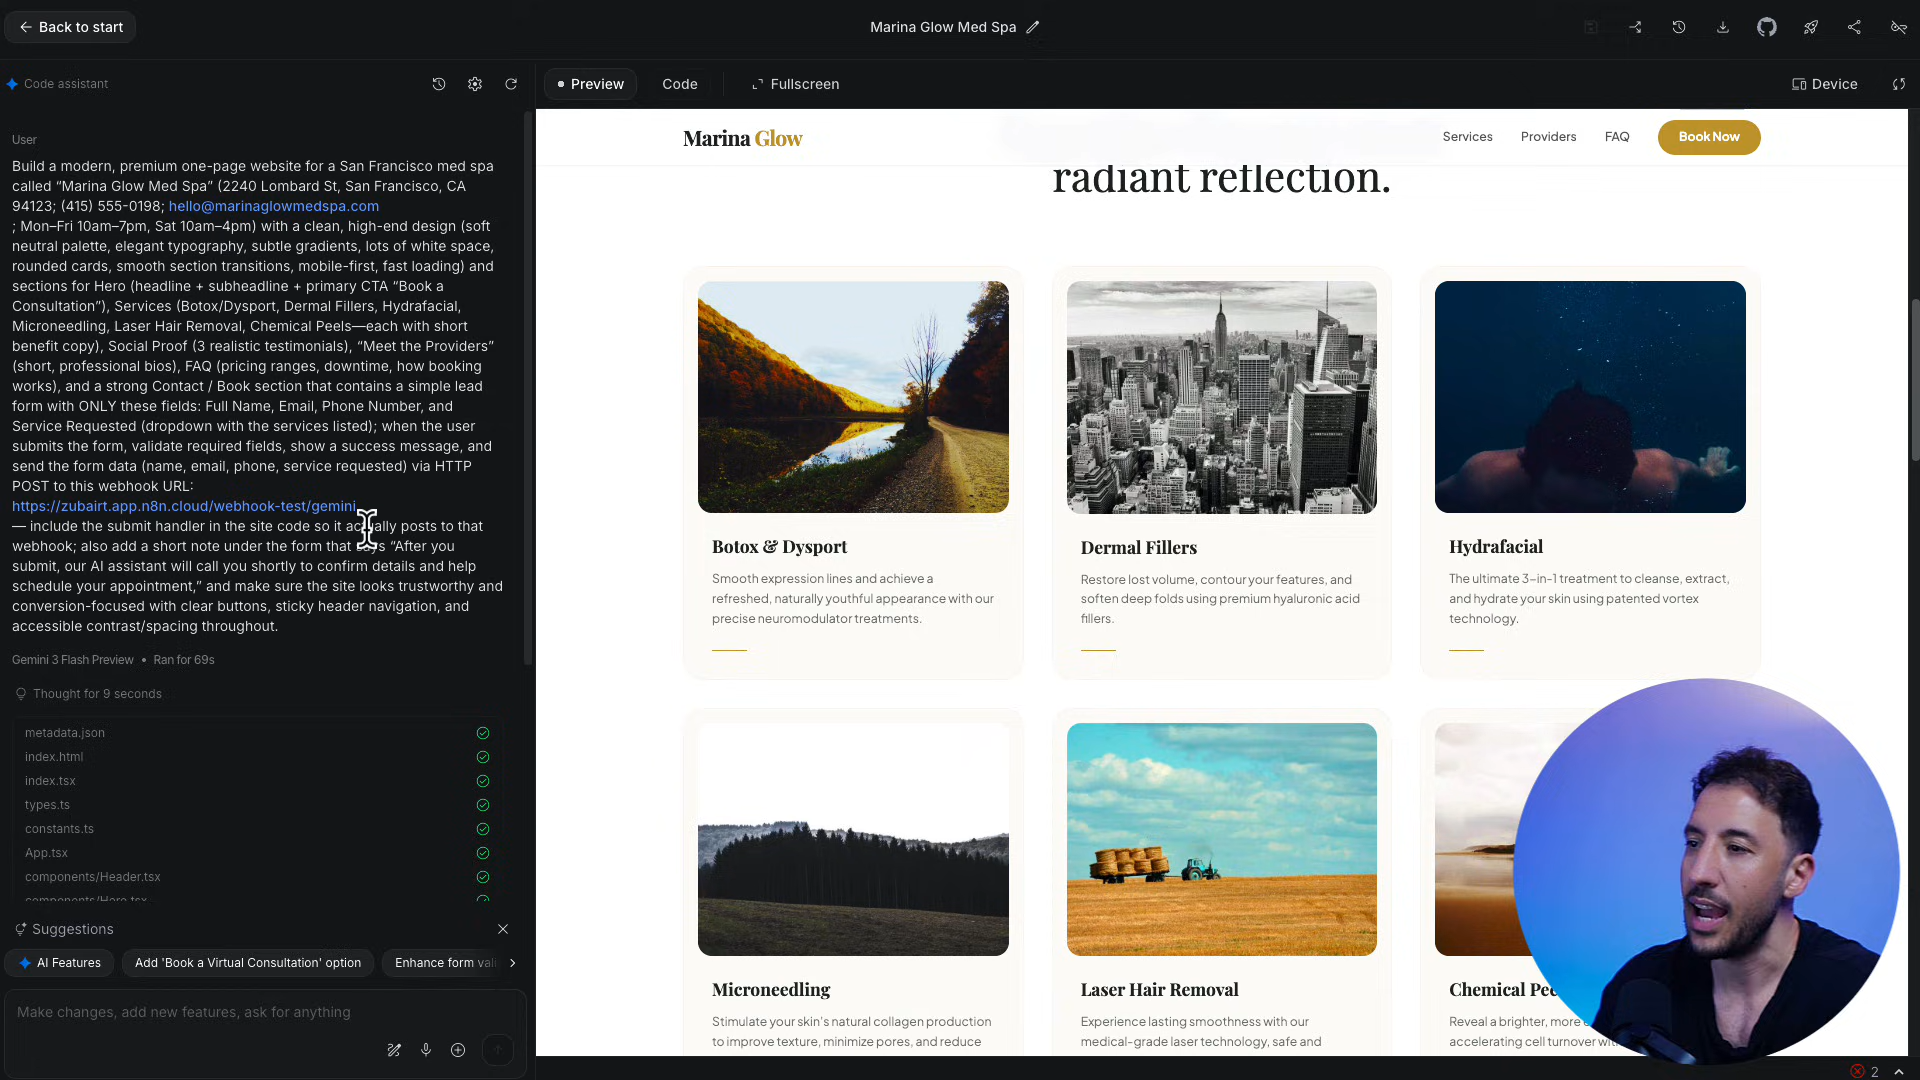 Back to start
Marina Glow Med Spa
Code assistant
Preview
Code
Fullscreen
Device
User
Build a modern, premium one-page website for a San Francisco med spa
called “Marina Glow Med Spa” (2240 Lombard St, San Francisco, CA
94123; (415) 555-0198; hello@marinaglowmedspa.com
; Mon–Fri 10am–7pm, Sat 10am–4pm) with a clean, high-end design (soft
neutral palette, elegant typography, subtle gradients, lots of white space,
rounded cards, smooth section transitions, mobile-first, fast loading) and
sections for Hero (headline + subheadline + primary CTA “Book a
Consultation”), Services (Botox/Dysport, Dermal Fillers, Hydrafacial,
Microneedling, Laser Hair Removal, Chemical Peels—each with short
benefit copy), Social Proof (3 realistic testimonials), “Meet the Providers”
(short, professional bios), FAQ (pricing ranges, downtime, how booking
works), and a strong Contact / Book section that contains a simple lead
form with ONLY these fields: Full Name, Email, Phone Number, and
Service Requested (dropdown with the services listed); when the user
submits the form, validate required fields, show a success message, and
send the form data (name, email, phone, service requested) via HTTP
POST to this webhook URL:
https://zubairt.app.n8n.cloud/webhook-test/gemini
— include the submit handler in the site code so it actually posts to that
webhook; also add a short note under the form that says “After you
submit, our AI assistant will call you shortly to confirm details and help
schedule your appointment,” and make sure the site looks trustworthy and
conversion-focused with clear buttons, sticky header navigation, and
accessible contrast/spacing throughout.
Gemini 3 Flash Preview • Ran for 69s
Thought for 9 seconds
metadata.json
index.html
index.tsx
types.ts
constants.ts
App.tsx
components/Header.tsx
components/Hero.tsx
Suggestions
AI Features
Add 'Book a Virtual Consultation' option
Enhance form vali
Make changes, add new features, ask for anything
Marina Glow
Services
Providers
FAQ
Book Now
radiant reflection.
Botox & Dysport
Smooth expression lines and achieve a
refreshed, naturally youthful appearance with our
precise neuromodulator treatments.
Dermal Fillers
Restore lost volume, contour your features, and
soften deep folds using premium hyaluronic acid
fillers.
Hydrafacial
The ultimate 3-in-1 treatment to cleanse, extract,
and hydrate your skin using patented vortex
technology.
Microneedling
Stimulate your skin's natural collagen production
to improve texture, minimize pores, and reduce
Laser Hair Removal
Experience lasting smoothness with our
medical-grade laser technology, safe and
Chemical Pee
Reveal a brighter, more
accelerating cell turnover
2